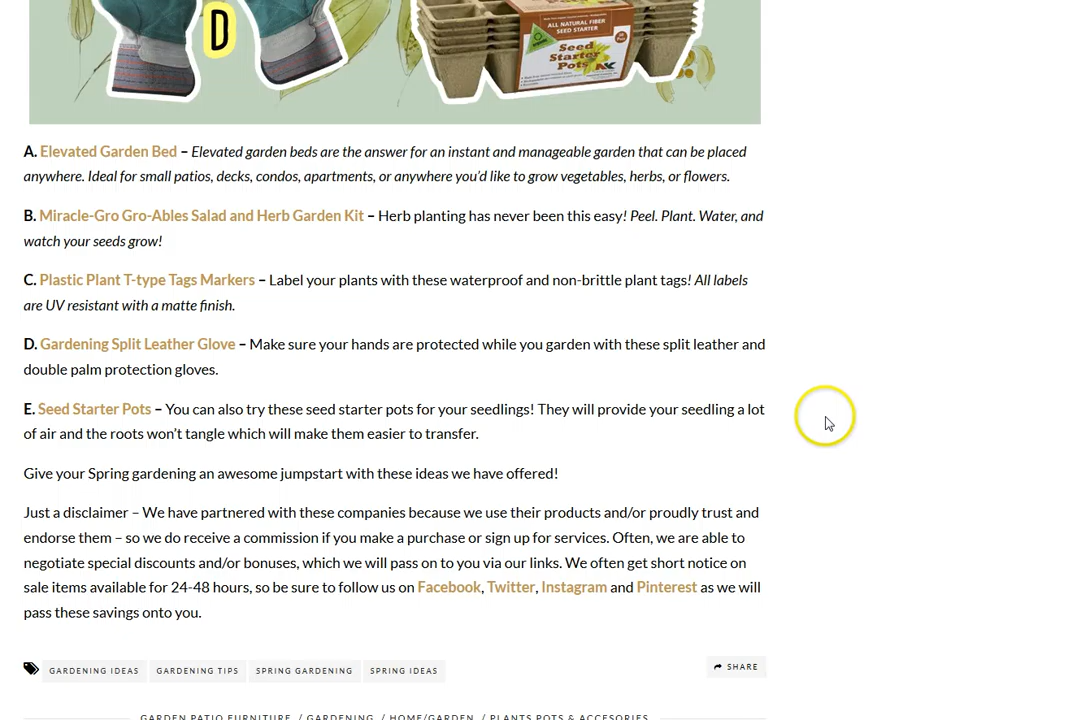 D
ALL NATURAL FIBER
SEED STARTER
Seed
Starter
Pots
A. Elevated Garden Bed – Elevated garden beds are the answer for an instant and manageable garden that can be placed
anywhere. Ideal for small patios, decks, condos, apartments, or anywhere you'd like to grow vegetables, herbs, or flowers.
B. Miracle-Gro Gro-Ables Salad and Herb Garden Kit – Herb planting has never been this easy! Peel. Plant. Water, and
watch your seeds grow!
C. Plastic Plant T-type Tags Markers – Label your plants with these waterproof and non-brittle plant tags! All labels
are UV resistant with a matte finish.
D. Gardening Split Leather Glove – Make sure your hands are protected while you garden with these split leather and
double palm protection gloves.
E. Seed Starter Pots – You can also try these seed starter pots for your seedlings! They will provide your seedling a lot
of air and the roots won't tangle which will make them easier to transfer.
Give your Spring gardening an awesome jumpstart with these ideas we have offered!
Just a disclaimer – We have partnered with these companies because we use their products and/or proudly trust and
endorse them – so we do receive a commission if you make a purchase or sign up for services. Often, we are able to
negotiate special discounts and/or bonuses, which we will pass on to you via our links. We often get short notice on
sale items available for 24-48 hours, so be sure to follow us on Facebook, Twitter, Instagram and Pinterest as we will
pass these savings onto you.
GARDENING IDEAS GARDENING TIPS SPRING GARDENING SPRING IDEAS SHARE
GARDEN PATIO FURNITURE / GARDENING / HOME/GARDEN / PLANTS POTS & ACCESORIES